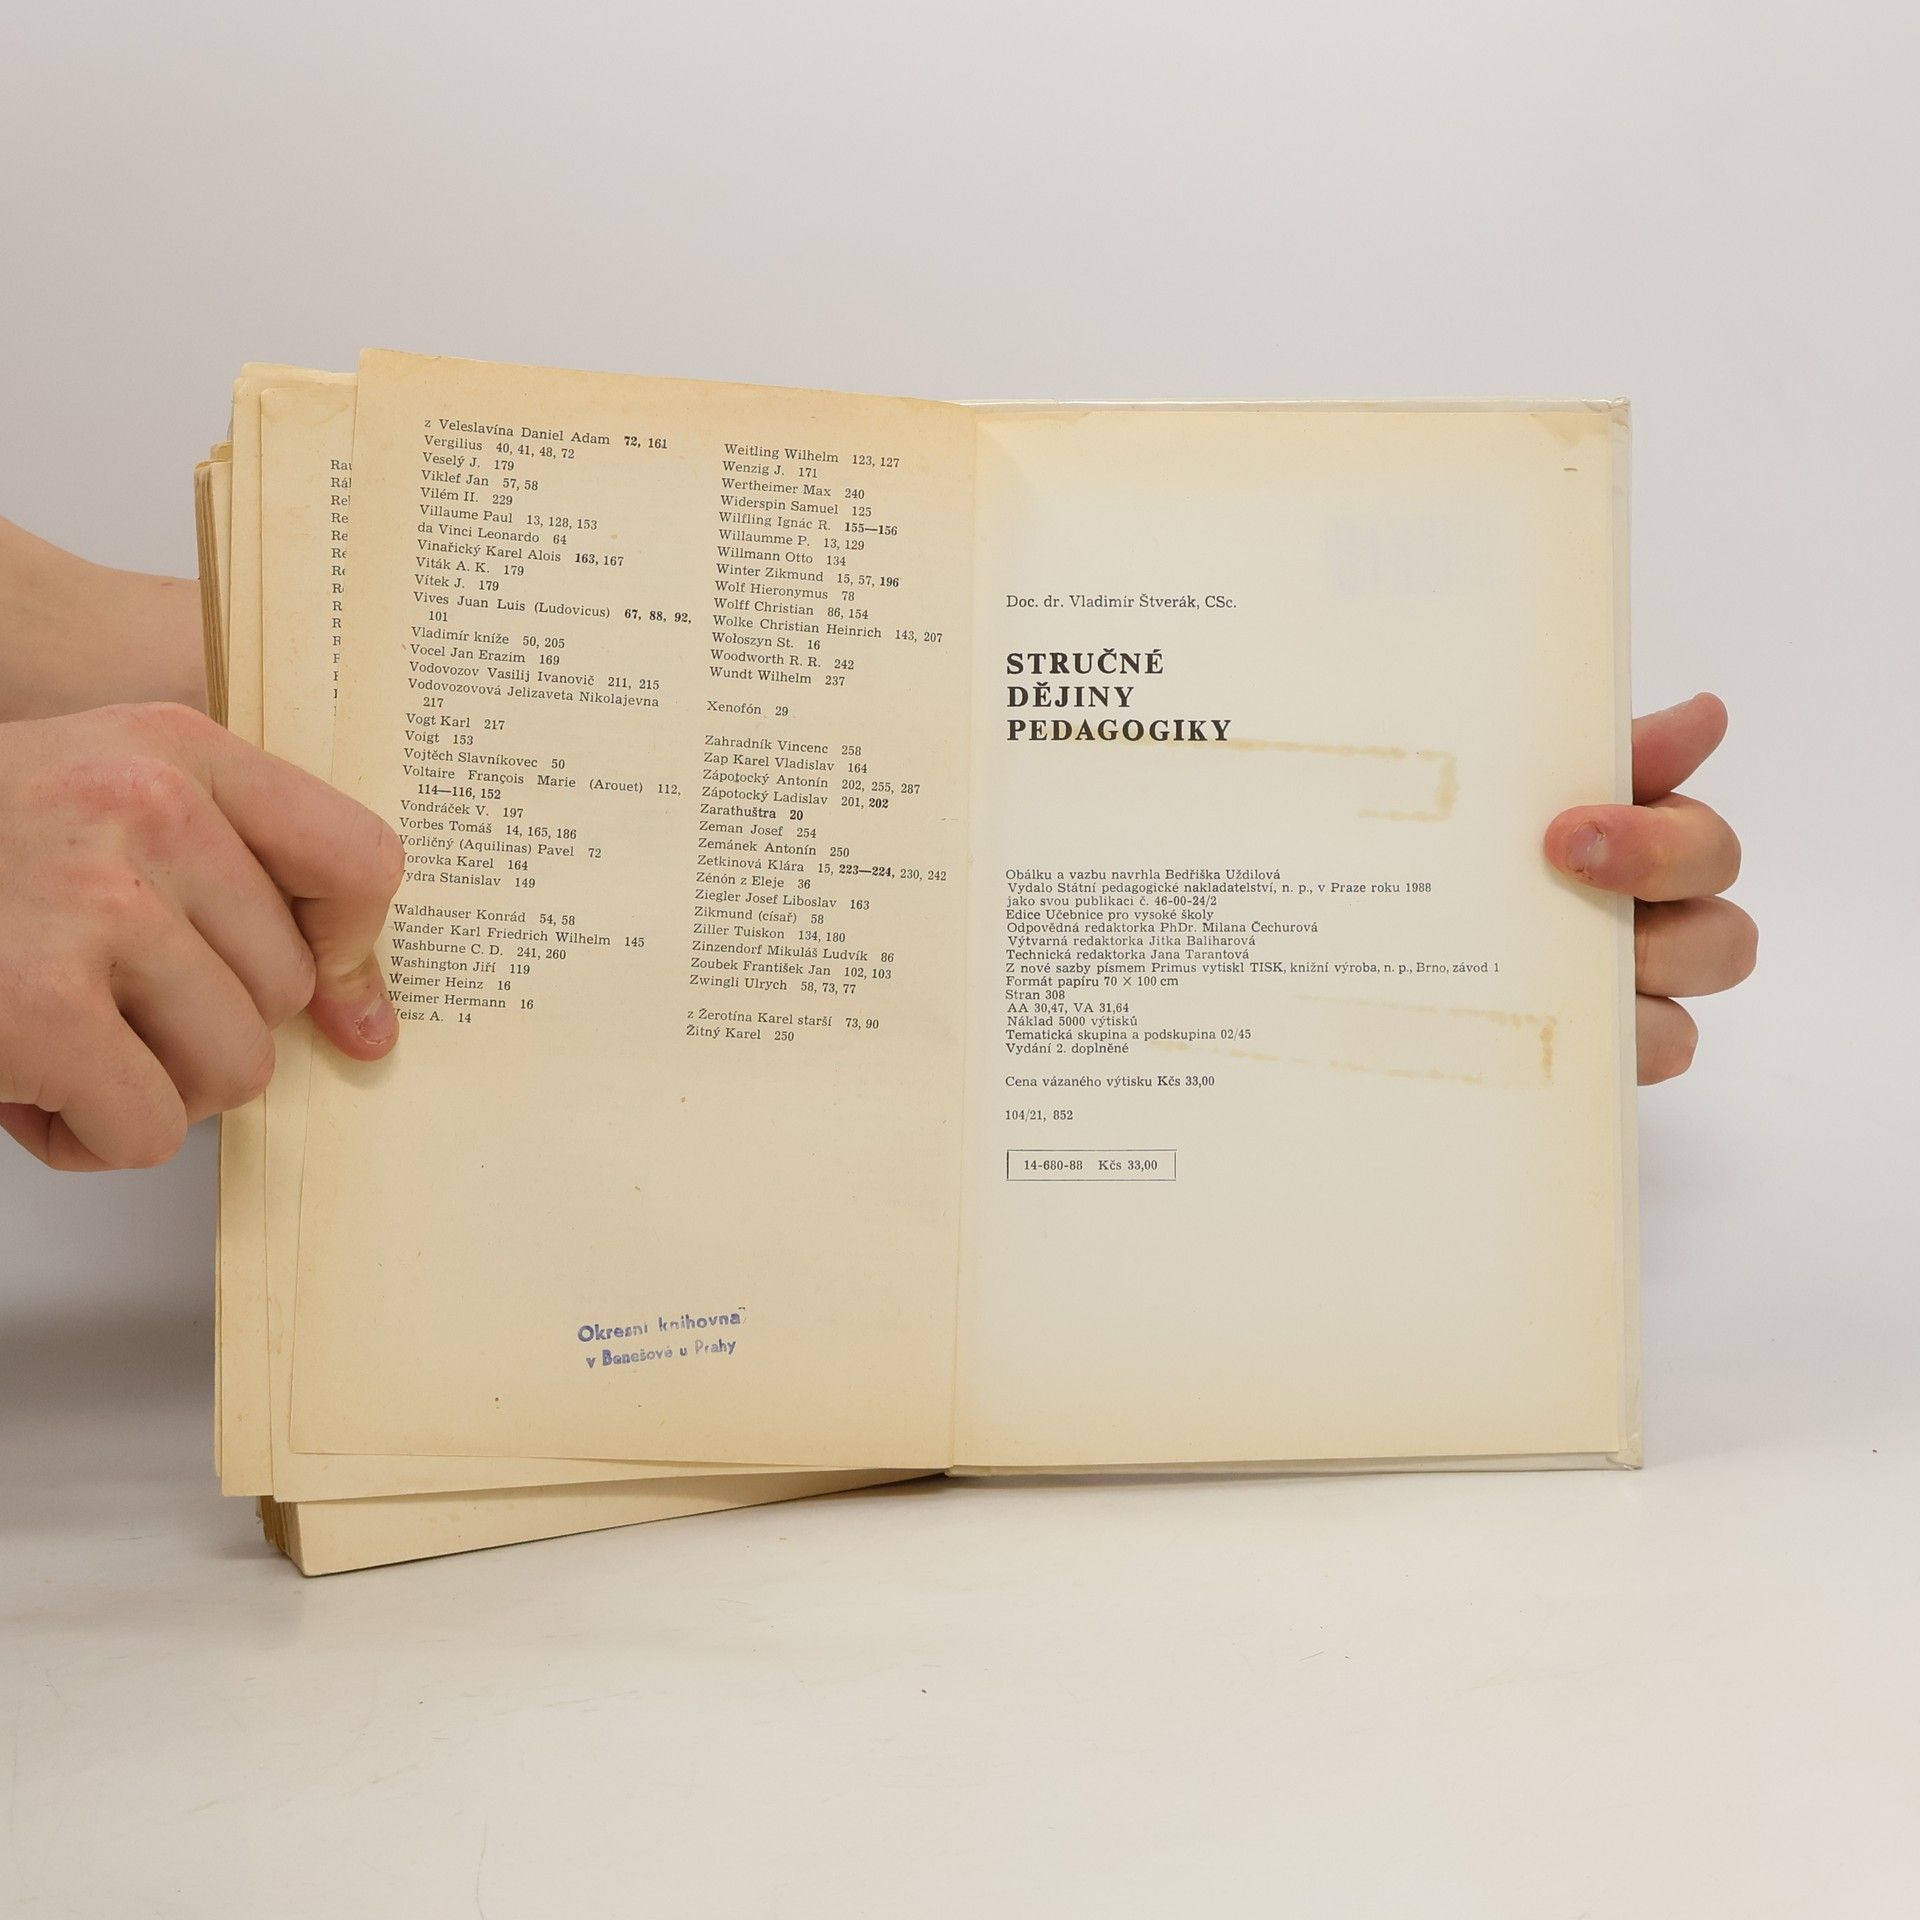 z Veleslavína Daniel Adam 72, 161
Vergilius 40, 41, 48, 72
Veselý J. 179
Viklef Jan 57, 58
Vilém II. 229
Villaume Paul 13, 128, 153
da Vinci Leonardo 64
Vinařický Karel Alois 163, 167
Viták A. K. 179
Vítek J. 179
Vives Juan Luis (Ludovicus) 67, 88, 92,
101
Vladimír kníže 50, 205
Vocel Jan Erazim 169
Vodovozov Vasilij Ivanovič 211, 215
Vodovozovová Jelizaveta Nikolajevna
217
Vogt Karl 217
Voigt 153
Vojtěch Slavníkovec 50
Voltaire François Marie (Arouet) 112,
114—116, 152
Vondráček V. 197
Vorbes Tomáš 14, 165, 186
Vorličný (Aquilinas) Pavel 72
orovka Karel 164
ydra Stanislav 149
Waldhauser Konrád 54, 58
Wander Karl Friedrich Wilhelm 145
Washburne C. D. 241, 260
Washington Jiří 119
Weimer Heinz 16
Weimer Hermann 16
eisz A. 14
Weitling Wilhelm 123, 127
Wenzig J. 171
Wertheimer Max 240
Widerspin Samuel 125
Wilfling Ignác R. 155—156
Willaumme P. 13, 129
Willmann Otto 134
Winter Zikmund 15, 57, 196
Wolf Hieronymus 78
Wolff Christian 86, 154
Wolke Christian Heinrich 143, 207
Wołoszyn St. 16
Woodworth R. R. 242
Wundt Wilhelm 237
Xenofón 29
Zahradník Vincenc 258
Zap Karel Vladislav 164
Zápotocký Antonín 202, 255, 287
Zápotocký Ladislav 201, 202
Zarathuštra 20
Zeman Josef 254
Zemánek Antonín 250
Zetkinová Klára 15, 223—224, 230, 242
Zénón z Eleje 36
Ziegler Josef Liboslav 163
Zikmund (císař) 58
Ziller Tuiskon 134, 180
Zinzendorf Mikuláš Ludvík 86
Zoubek František Jan 102, 103
Zwingli Ulrych 58, 73, 77
z Žerotína Karel starší 73, 90
Žitný Karel 250
Okresní knihovna
v Benešově u Prahy
Doc. dr. Vladimír Štverák, CSc.
STRUČNÉ
DĚJINY
PEDAGOGIKY
Obálku a vazbu navrhla Bedřiška Uždilová
Vydalo Státní pedagogické nakladatelství, n. p., v Praze roku 1988
jako svou publikaci č. 46-00-24/2
Edice Učebnice pro vysoké školy
Odpovědná redaktorka PhDr. Milana Čechurová
Výtvarná redaktorka Jitka Baliharová
Technická redaktorka Jana Tarantová
Z nové sazby písmem Primus vytiskl TISK, knižní výroba, n. p., Brno, závod 1
Formát papíru 70 × 100 cm
Stran 308
AA 30,47, VA 31,64
Náklad 5000 výtisků
Tematická skupina a podskupina 02/45
Vydání 2. doplněné
Cena vázaného výtisku Kčs 33,00
104/21, 852
14-680-88 Kčs 33,00